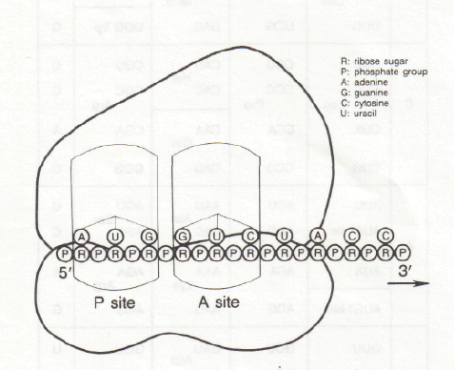 R: ribose sugar
P: phosphate group
A: adenine
G: guanine
C: cytosine
U: uracil
A U G G U C U A C C
P R P R P R P R P R P R P R P R P R P R P
5' 3'
P site A site